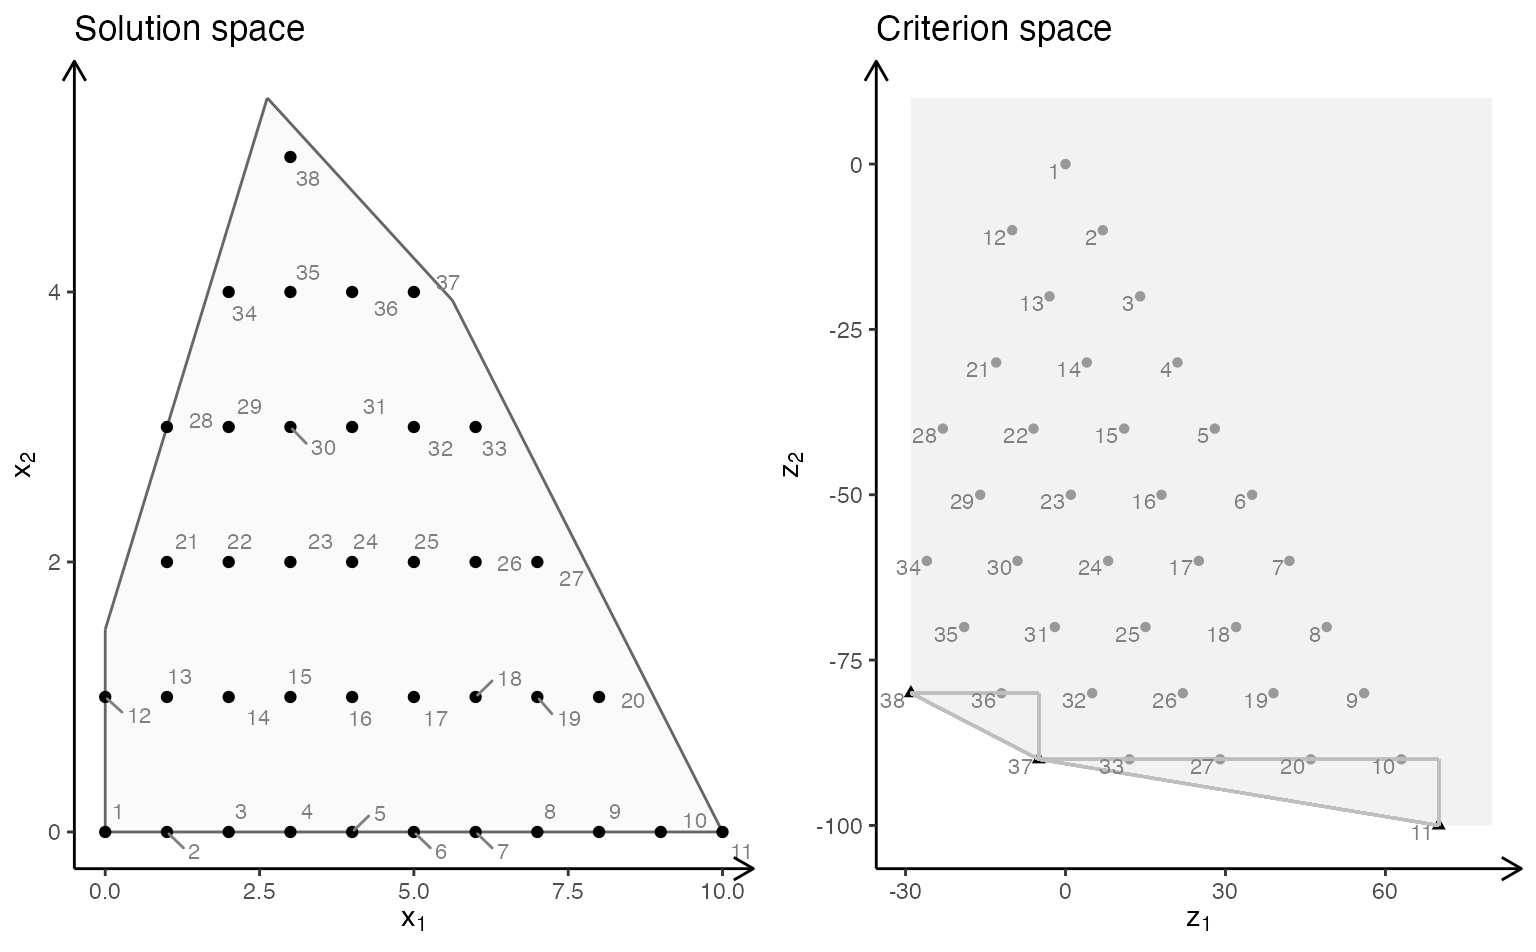 Solution space
Criterion space
x2
4
2
0
38
37
34 35 36
28 29 30 31 32 33
21 22 23 24 25 26 27
12 13 14 15 16 17 18 19 20
1 2 3 4 5 6 7 8 9 10 11
0.0 2.5 5.0 7.5 10.0
x1
z2
0
-25
-50
-75
-100
1
12 2
13 3
21 14 4
28 22 15 5
29 23 16 6
34 30 24 17 7
35 31 25 18 8
38 36 32 26 19 9
37 33 27 20 10
11
-30 0 30 60
z1